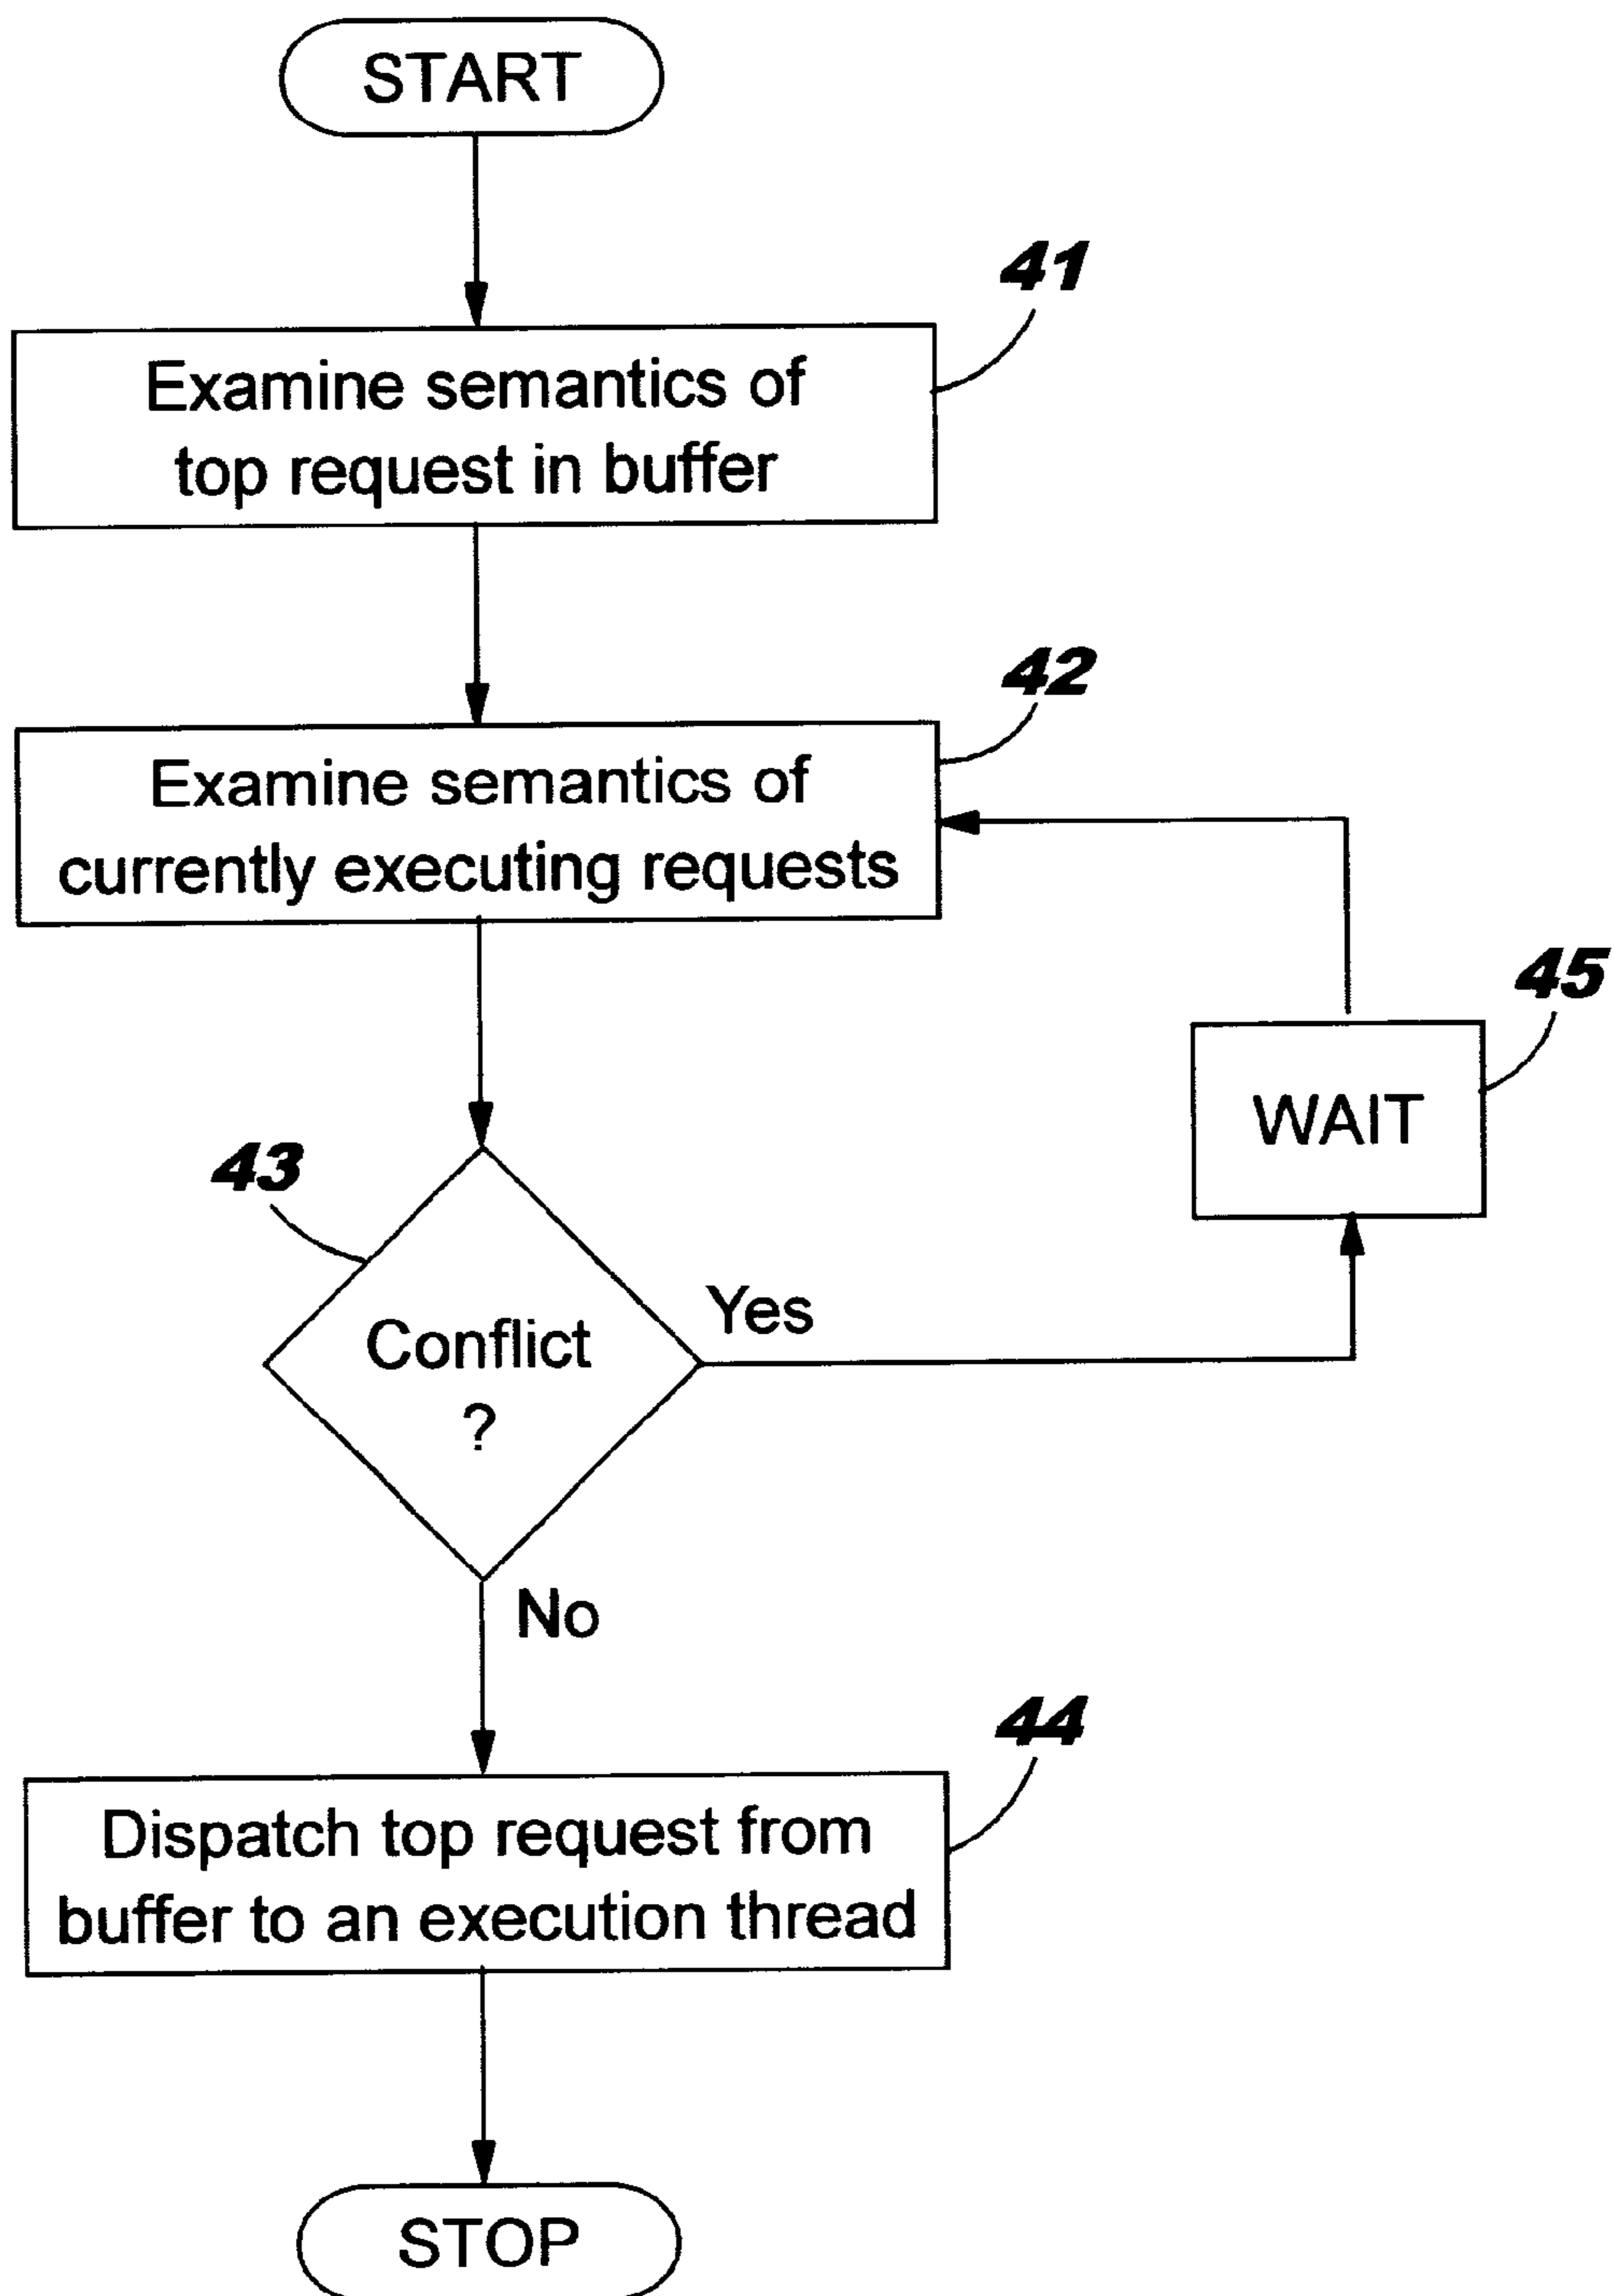 START
41
Examine semantics of
top request in buffer
42
Examine semantics of
currently executing requests
45
WAIT
43
Conflict
?
Yes
No
44
Dispatch top request from
buffer to an execution thread
STOP